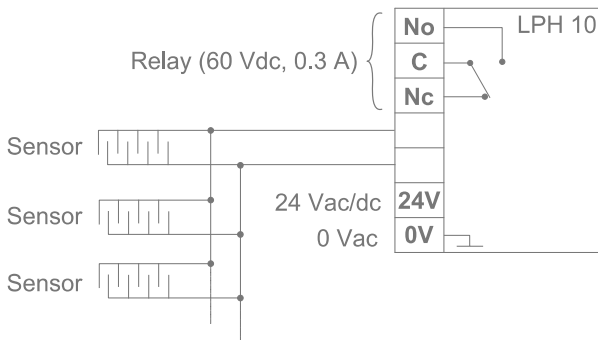 No
LPH 10
Relay (60 Vdc, 0.3 A)
C
Nc
Sensor
Sensor
24 Vac/dc
24V
0 Vac
0V
Sensor